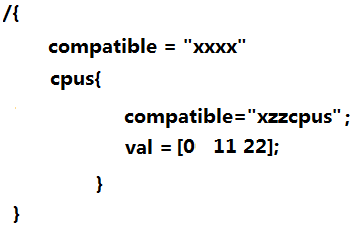 /{
compatible = "xxxx"
cpus{
compatible="xzzcpus";
val = [0 11 22];
}
}